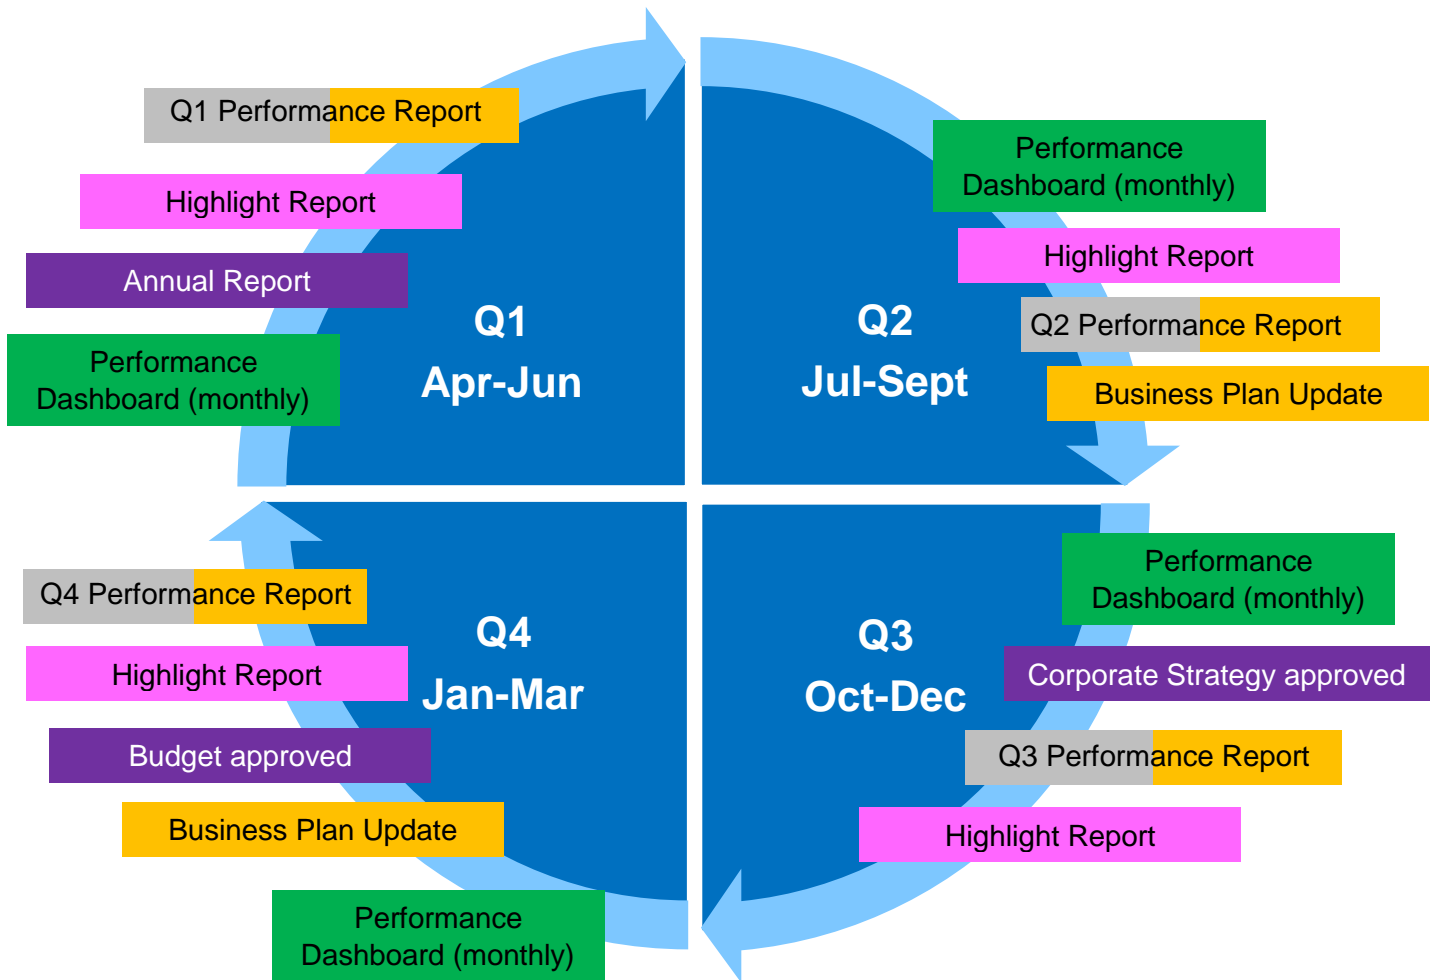 Q1 Performance Report
Highlight Report
Annual Report
Performance
Dashboard (monthly)
Q1
Apr-Jun
Performance
Dashboard (monthly)
Highlight Report
Q2 Performance Report
Business Plan Update
Q2
Jul-Sept
Performance
Dashboard (monthly)
Corporate Strategy approved
Q3 Performance Report
Highlight Report
Q3
Oct-Dec
Q4 Performance Report
Highlight Report
Budget approved
Business Plan Update
Performance
Dashboard (monthly)
Q4
Jan-Mar